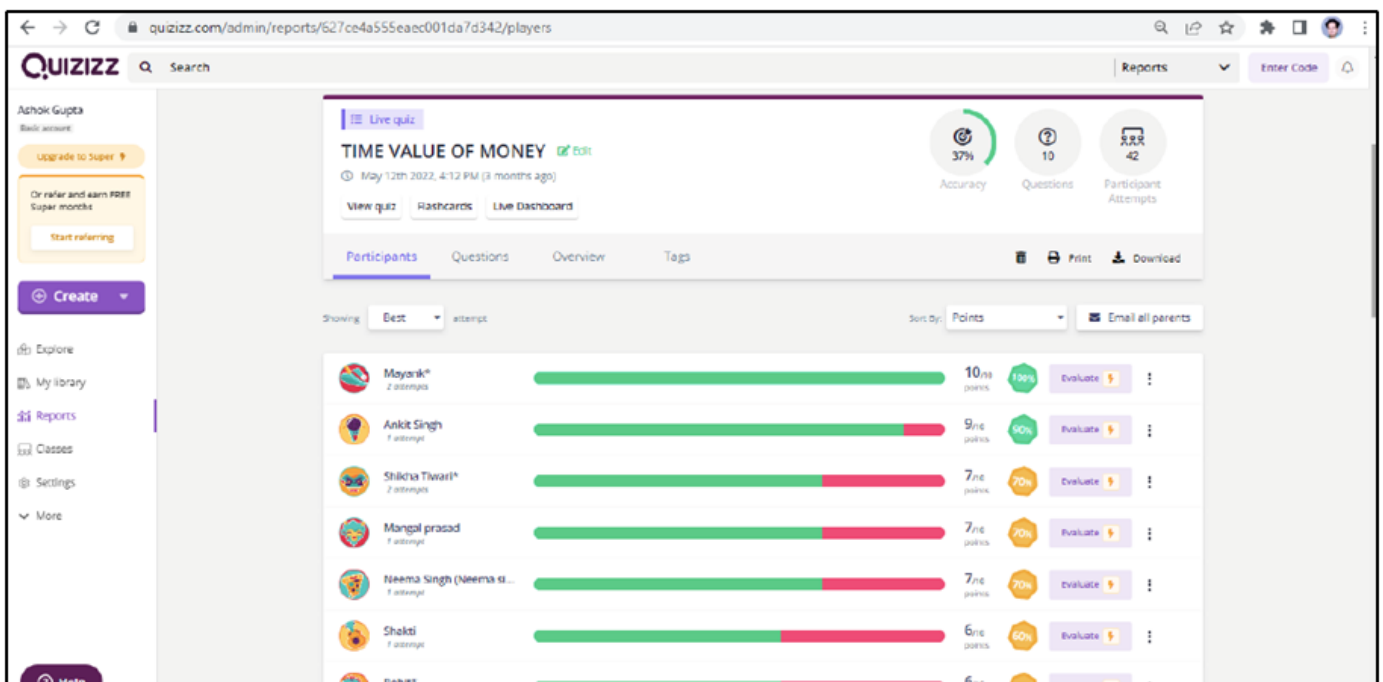 quizizz.com/admin/reports/627ce4a555eaec001da7d342/players
QUIZIZZ Search Reports Enter Code
Ashok Gupta
Basic account
Upgrade to Super
Or refer and earn FREE
Super months
Start referring
Create
Explore
My library
Reports
Classes
Settings
More
Help
Live quiz
TIME VALUE OF MONEY Edit
May 12th 2022, 4:12 PM (3 months ago)
View quiz Flashcards Live Dashboard
37%
Accuracy
10
Questions
42
Participant
Attempts
Participants Questions Overview Tags Print Download
Showing Best attempt Sort By: Points Email all parents
Mayank* 10/10 100% Evaluate
2 attempts points
Ankit Singh 9/10 90% Evaluate
1 attempt points
Shikha Tiwari* 7/10 70% Evaluate
2 attempts points
Mangal prasad 7/10 70% Evaluate
1 attempt points
Neema Singh (Neema si... 7/10 70% Evaluate
1 attempt points
Shakti 6/10 60% Evaluate
1 attempt points